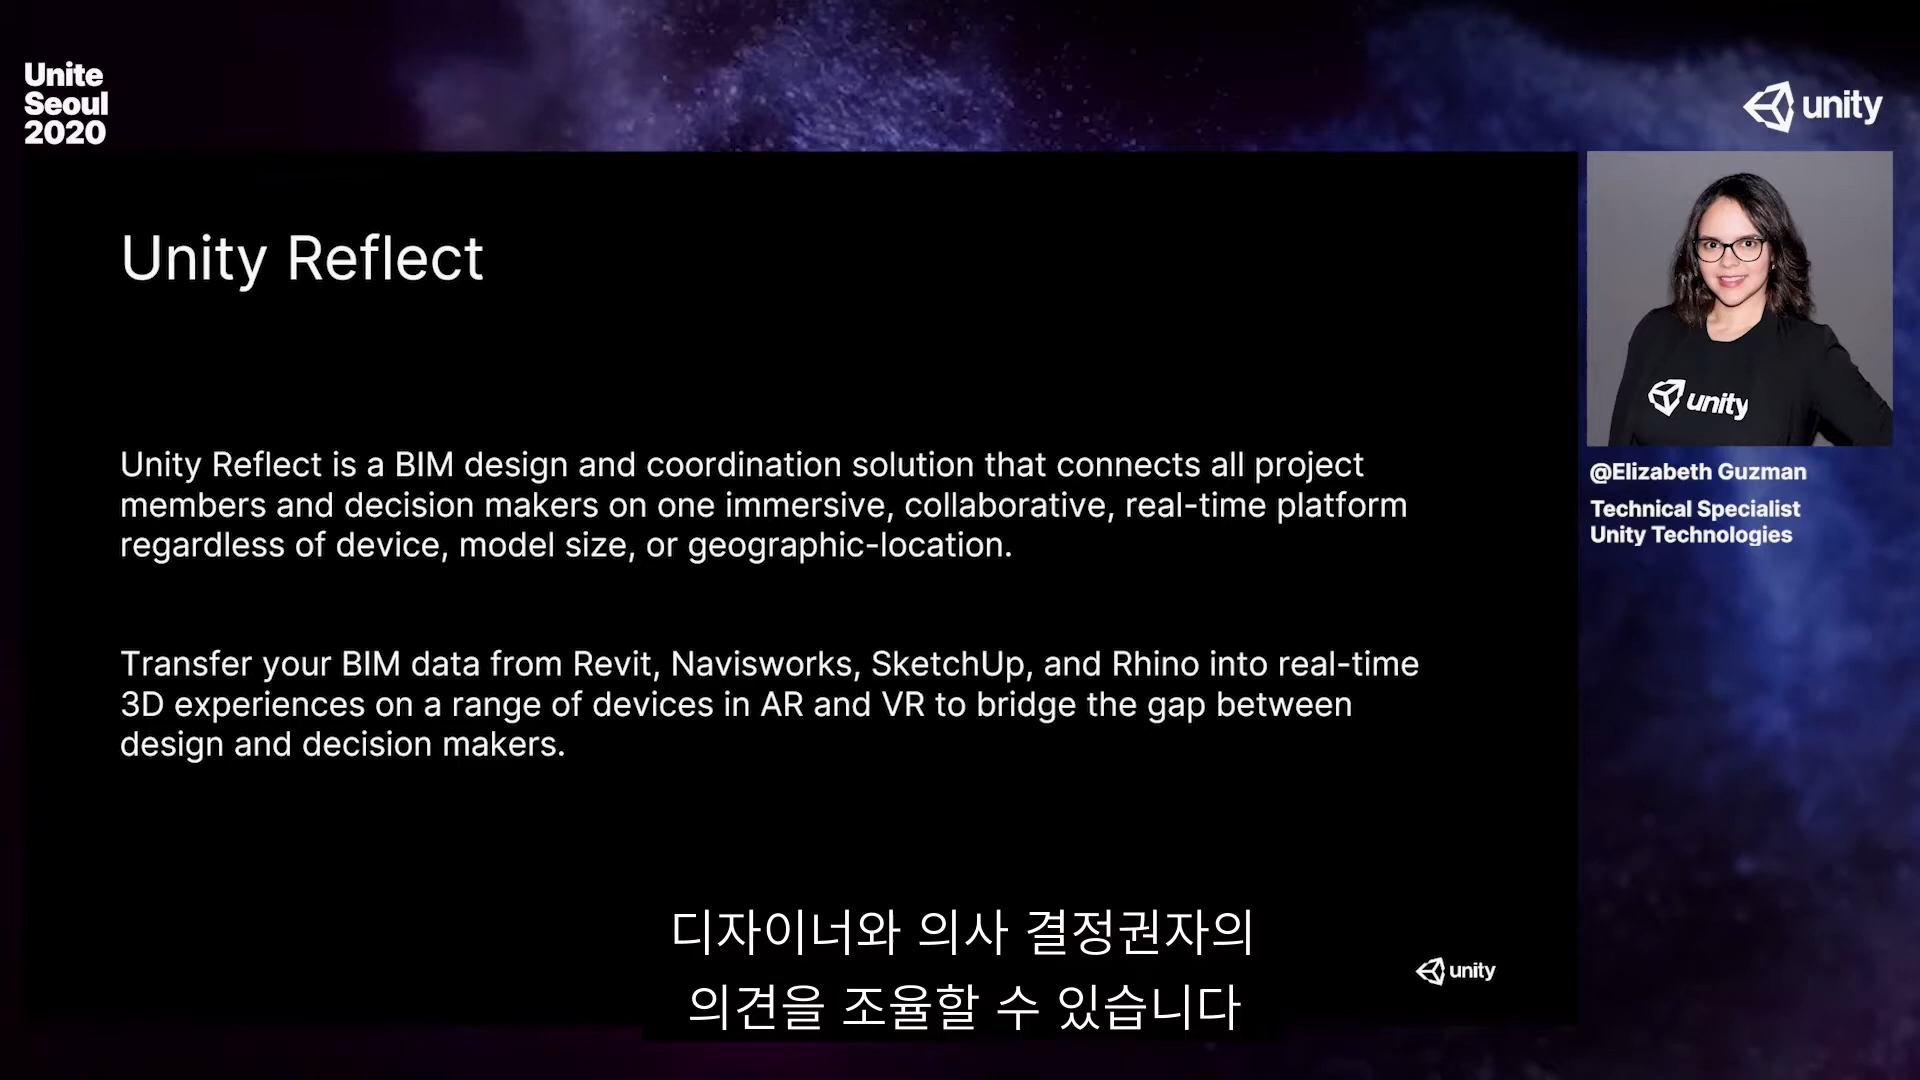 Unite
Seoul
2020
unity
Unity Reflect
unity
@Elizabeth Guzman
Technical Specialist
Unity Technologies
Unity Reflect is a BIM design and coordination solution that connects all project
members and decision makers on one immersive, collaborative, real-time platform
regardless of device, model size, or geographic-location.
Transfer your BIM data from Revit, Navisworks, SketchUp, and Rhino into real-time
3D experiences on a range of devices in AR and VR to bridge the gap between
design and decision makers.
디자이너와 의사 결정권자의
의견을 조율할 수 있습니다
unity